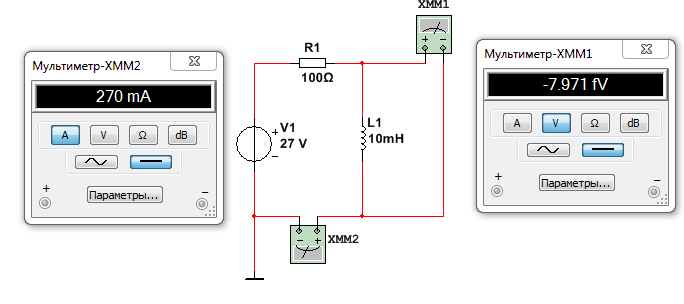 XMM1
Мультиметр-XMM2
270 mA
A V Ω dB
+ −
Параметры...
R1
100Ω
V1
27 V
+
−
L1
10mH
+ −
− +
XMM2
Мультиметр-XMM1
-7.971 fV
A V Ω dB
+ −
Параметры...